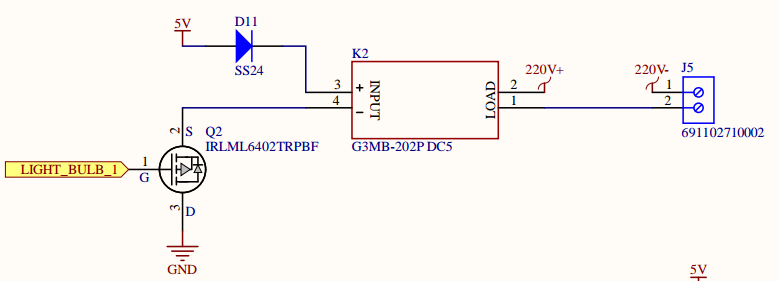 5V
D11
SS24
K2
3
+
INPUT
LOAD
2
220V+
220V-
J5
1
4
-
1
2
G3MB-202P DC5
691102710002
2
S
Q2
IRLML6402TRPBF
LIGHT_BULB_1
1
G
3
D
GND
5V